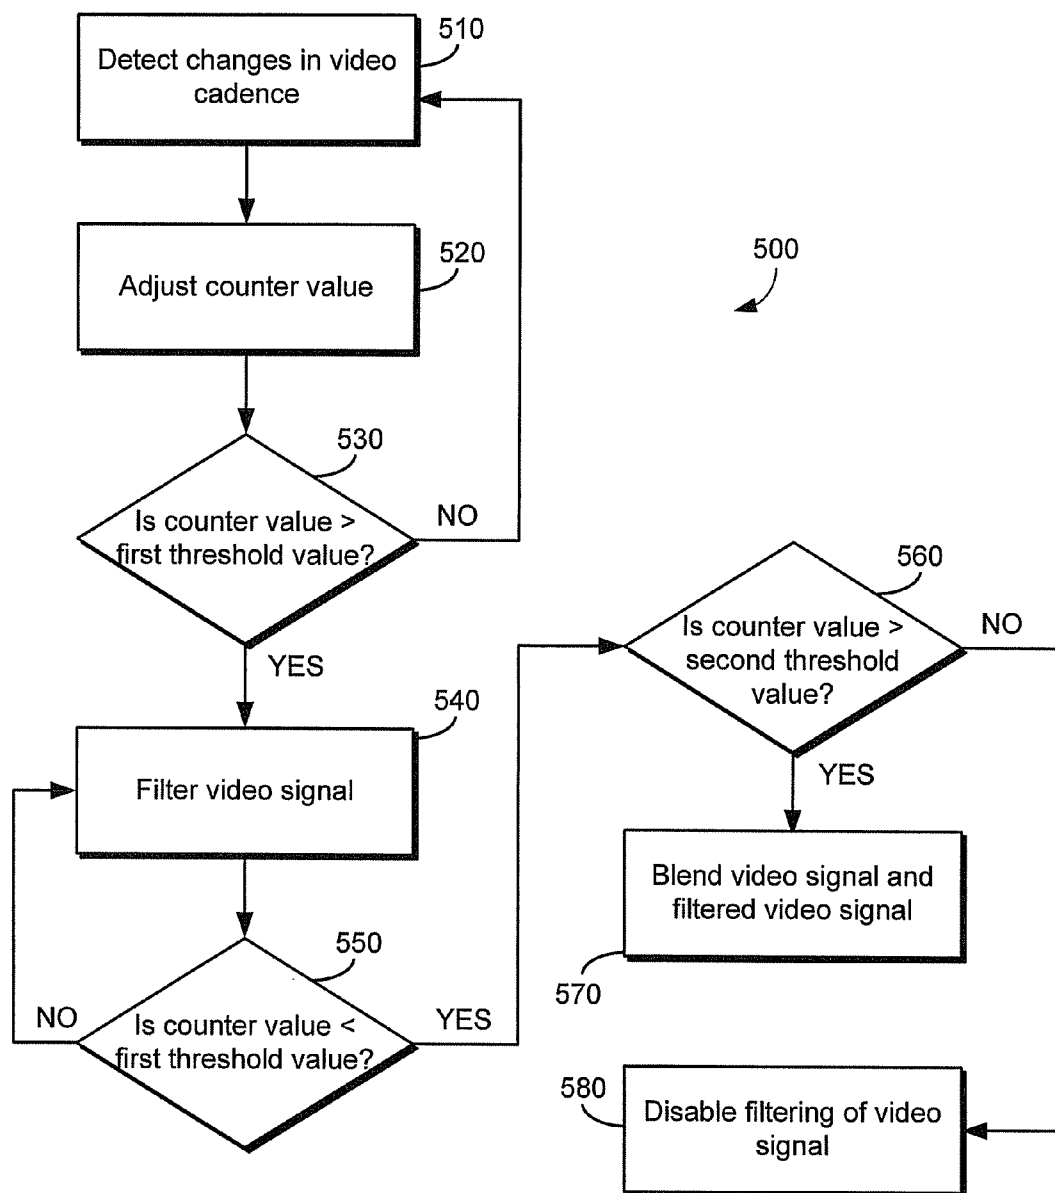 510
Detect changes in video
cadence
520
Adjust counter value
500
530
Is counter value >
first threshold value?
NO
YES
540
Filter video signal
550
Is counter value <
first threshold value?
NO
YES
560
Is counter value >
second threshold
value?
NO
YES
Blend video signal and
filtered video signal
570
580
Disable filtering of video
signal